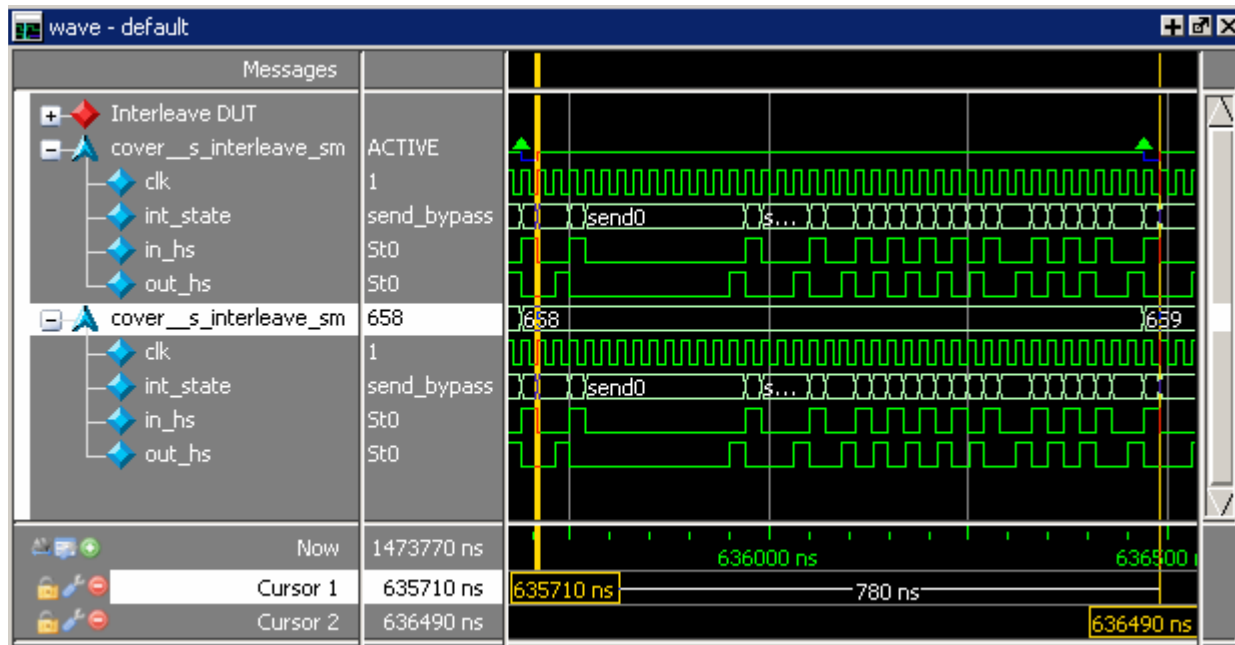 wave - default
Messages
Interleave DUT
cover__s_interleave_sm ACTIVE
clk 1
int_state send_bypass send0 s...
in_hs St0
out_hs St0
cover__s_interleave_sm 658 658 659
clk 1
int_state send_bypass send0 s...
in_hs St0
out_hs St0
Now 1473770 ns 636000 ns 636500
Cursor 1 635710 ns 635710 ns 780 ns
Cursor 2 636490 ns 636490 ns